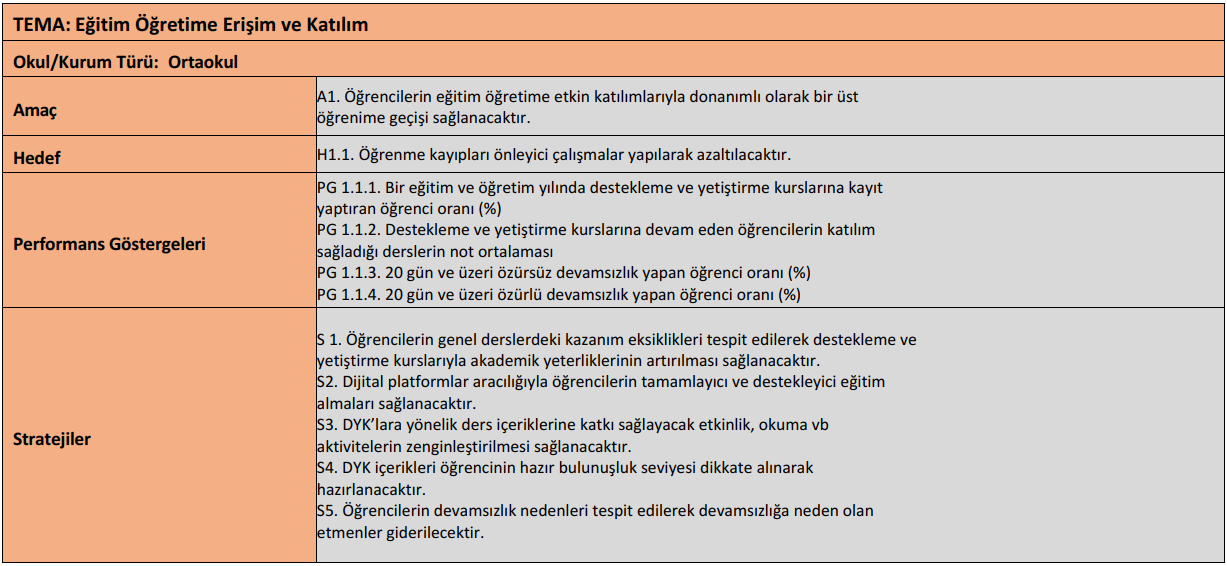 TEMA: Eğitim Öğretime Erişim ve Katılım
Okul/Kurum Türü: Ortaokul
Amaç
A1. Öğrencilerin eğitim öğretime etkin katılımlarıyla donanımlı olarak bir üst
öğrenime geçişi sağlanacaktır.
Hedef
H1.1. Öğrenme kayıpları önleyici çalışmalar yapılarak azaltılacaktır.
Performans Göstergeleri
PG 1.1.1. Bir eğitim ve öğretim yılında destekleme ve yetiştirme kurslarına kayıt
yaptıran öğrenci oranı (%)
PG 1.1.2. Destekleme ve yetiştirme kurslarına devam eden öğrencilerin katılım
sağladığı derslerin not ortalaması
PG 1.1.3. 20 gün ve üzeri özürsüz devamsızlık yapan öğrenci oranı (%)
PG 1.1.4. 20 gün ve üzeri özürlü devamsızlık yapan öğrenci oranı (%)
Stratejiler
S 1. Öğrencilerin genel derslerdeki kazanım eksiklikleri tespit edilerek destekleme ve
yetiştirme kurslarıyla akademik yeterliklerinin artırılması sağlanacaktır.
S2. Dijital platformlar aracılığıyla öğrencilerin tamamlayıcı ve destekleyici eğitim
almaları sağlanacaktır.
S3. DYK’lara yönelik ders içeriklerine katkı sağlayacak etkinlik, okuma vb
aktivitelerin zenginleştirilmesi sağlanacaktır.
S4. DYK içerikleri öğrencinin hazır bulunuşluk seviyesi dikkate alınarak
hazırlanacaktır.
S5. Öğrencilerin devamsızlık nedenleri tespit edilerek devamsızlığa neden olan
etmenler giderilecektir.